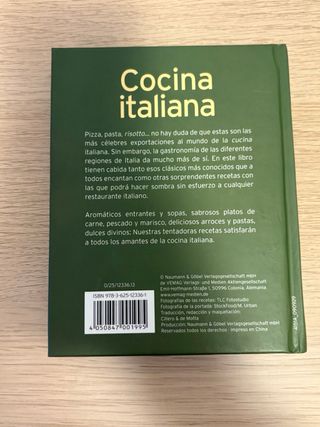 Cocina
italiana
Pizza, pasta, risotto... no hay duda de que estas son las
más célebres exportaciones al mundo de la cucina
italiana. Sin embargo, la gastronomía de las diferentes
regiones de Italia da mucho más de sí. En este libro
tienen cabida tanto esos clásicos más conocidos que a
todos encantan como otras sorprendentes recetas con
las que podrá hacer sombra sin esfuerzo a cualquier
restaurante italiano.
Aromáticos entrantes y sopas, sabrosos platos de
carne, pescado y marisco, deliciosos arroces y pastas,
dulces divinos; Nuestras tentadoras recetas satisfarán
a todos los amantes de la cocina italiana.
0/25/12336.13
ISBN 978-3-625-12336-1
4 050847 001995
© Naumann & Göbel Verlagsgesellschaft mbH
de VEMAG Verlags- und Medien Aktiengesellschaft
Emil-Hoffmann-Straße 1, 50996 Colonia, Alemania
www.vemag-medien.de
Fotografías de las recetas: TLC Fotostudio
Fotografía de la portada: StockFood/M. Urban
Traducción, redacción y maquetación:
Cillero & de Motta
Producción: Naumann & Göbel Verlagsgesellschaft mbH
Reservados todos los derechos · Impreso en China